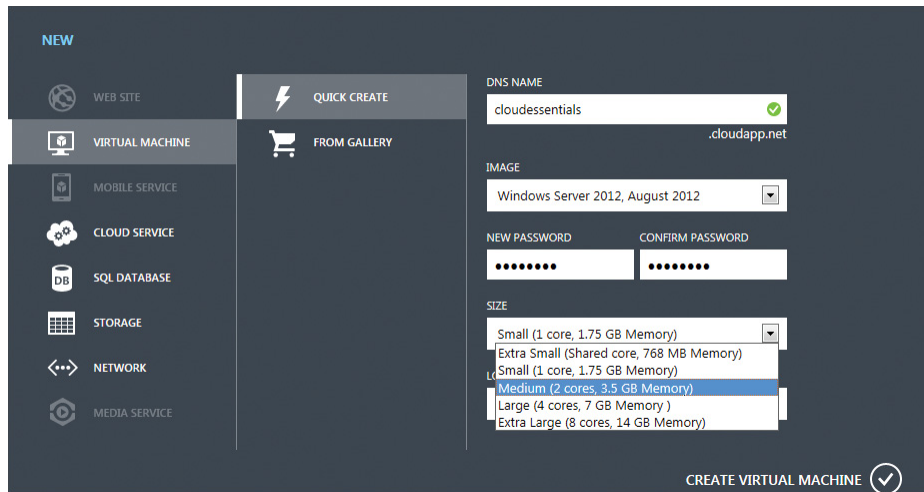 NEW
WEB SITE
VIRTUAL MACHINE
MOBILE SERVICE
CLOUD SERVICE
DB
SQL DATABASE
STORAGE
NETWORK
MEDIA SERVICE
QUICK CREATE
FROM GALLERY
DNS NAME
cloudessentials
.cloudapp.net
IMAGE
Windows Server 2012, August 2012
NEW PASSWORD CONFIRM PASSWORD
●●●●●●●● ●●●●●●●●
SIZE
Small (1 core, 1.75 GB Memory)
Extra Small (Shared core, 768 MB Memory)
Small (1 core, 1.75 GB Memory)
Medium (2 cores, 3.5 GB Memory)
Large (4 cores, 7 GB Memory )
Extra Large (8 cores, 14 GB Memory)
CREATE VIRTUAL MACHINE